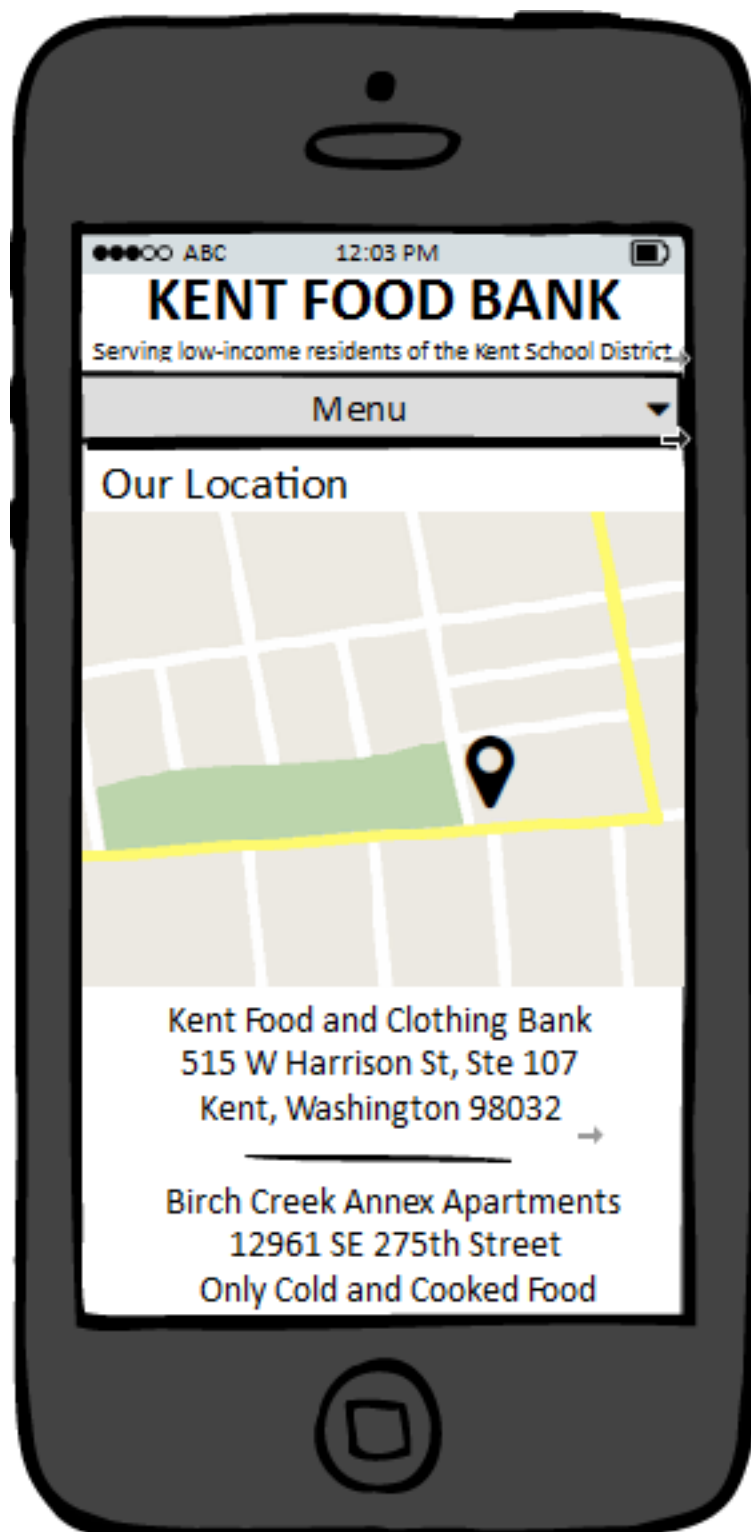 ABC 12:03 PM
KENT FOOD BANK
Serving low-income residents of the Kent School District
Menu
Our Location
Kent Food and Clothing Bank
515 W Harrison St, Ste 107
Kent, Washington 98032
Birch Creek Annex Apartments
12961 SE 275th Street
Only Cold and Cooked Food